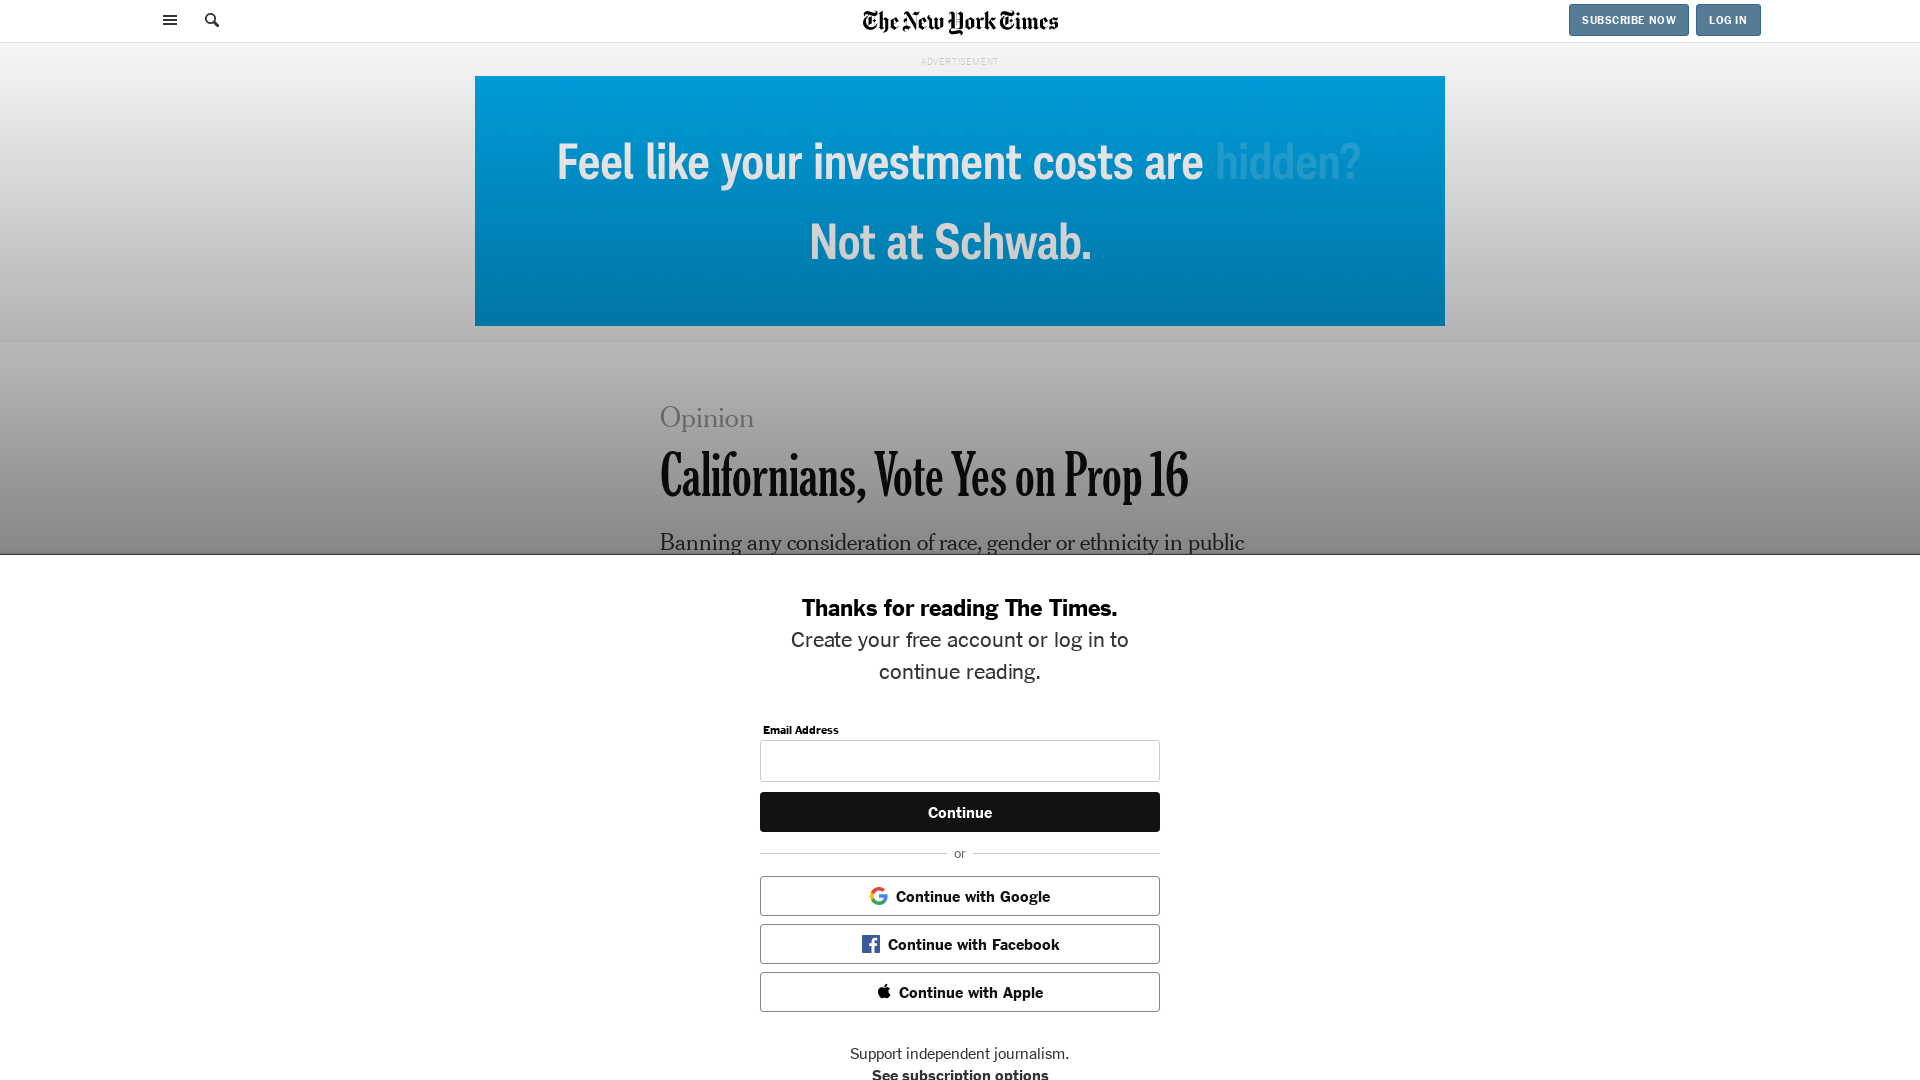 The New York Times
SUBSCRIBE NOW
LOG IN
ADVERTISEMENT
Feel like your investment costs are hidden?
Not at Schwab.
Opinion
Californians, Vote Yes on Prop 16
Banning any consideration of race, gender or ethnicity in public
Thanks for reading The Times.
Create your free account or log in to
continue reading.
Email Address
Continue
or
Continue with Google
Continue with Facebook
Continue with Apple
Support independent journalism.
See subscription options